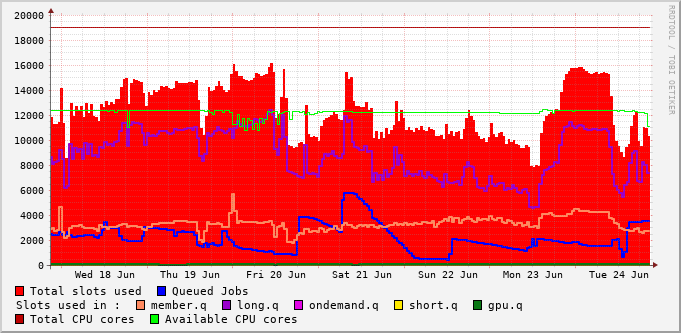 20000
18000
16000
14000
12000
10000
8000
6000
4000
2000
0
Wed 18 Jun Thu 19 Jun Fri 20 Jun Sat 21 Jun Sun 22 Jun Mon 23 Jun Tue 24 Jun
RRDTOOL / TOBI OETIKER
Total slots used Queued Jobs
Slots used in : member.q long.q ondemand.q short.q gpu.q
Total CPU cores Available CPU cores